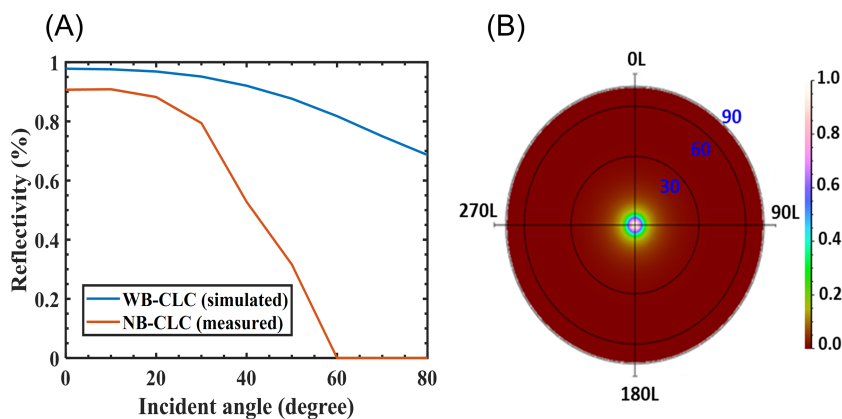 (A)
Reflectivity (%)
1
0.8
0.6
0.4
0.2
0
WB-CLC (simulated)
NB-CLC (measured)
0 20 40 60 80
Incident angle (degree)
(B)
0L
90
60
30
270L
90L
180L
1.0
0.8
0.6
0.4
0.2
0.0